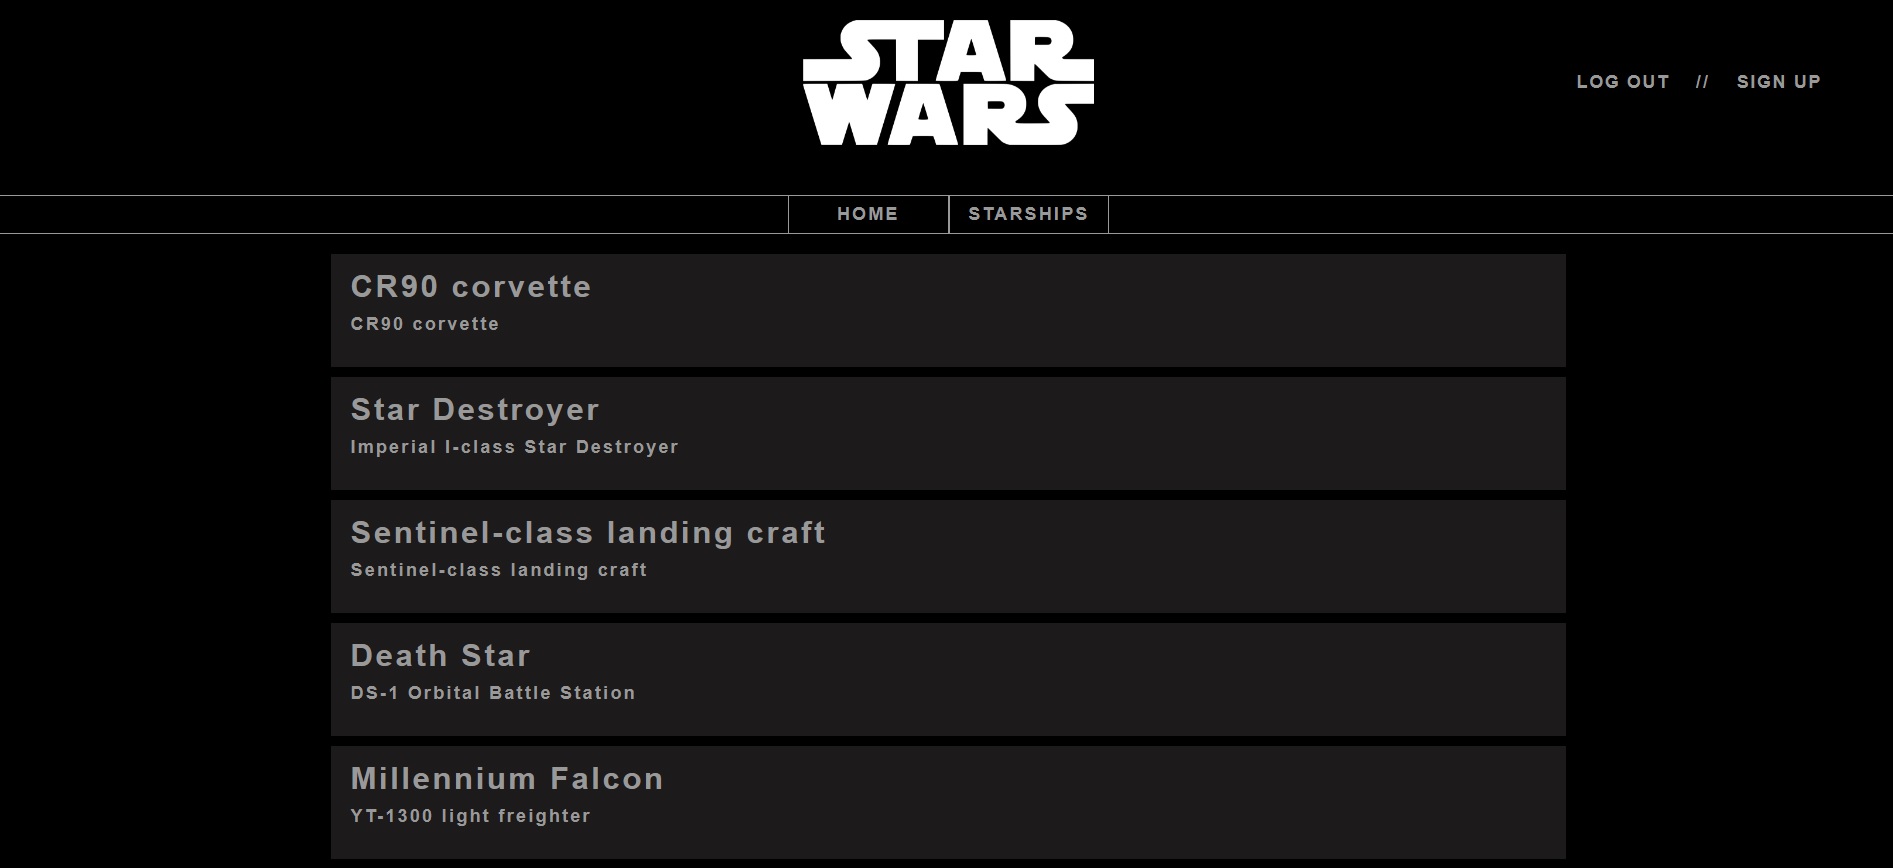 STAR
WARS
LOG OUT // SIGN UP
HOME STARSHIPS
CR90 corvette
CR90 corvette
Star Destroyer
Imperial I-class Star Destroyer
Sentinel-class landing craft
Sentinel-class landing craft
Death Star
DS-1 Orbital Battle Station
Millennium Falcon
YT-1300 light freighter